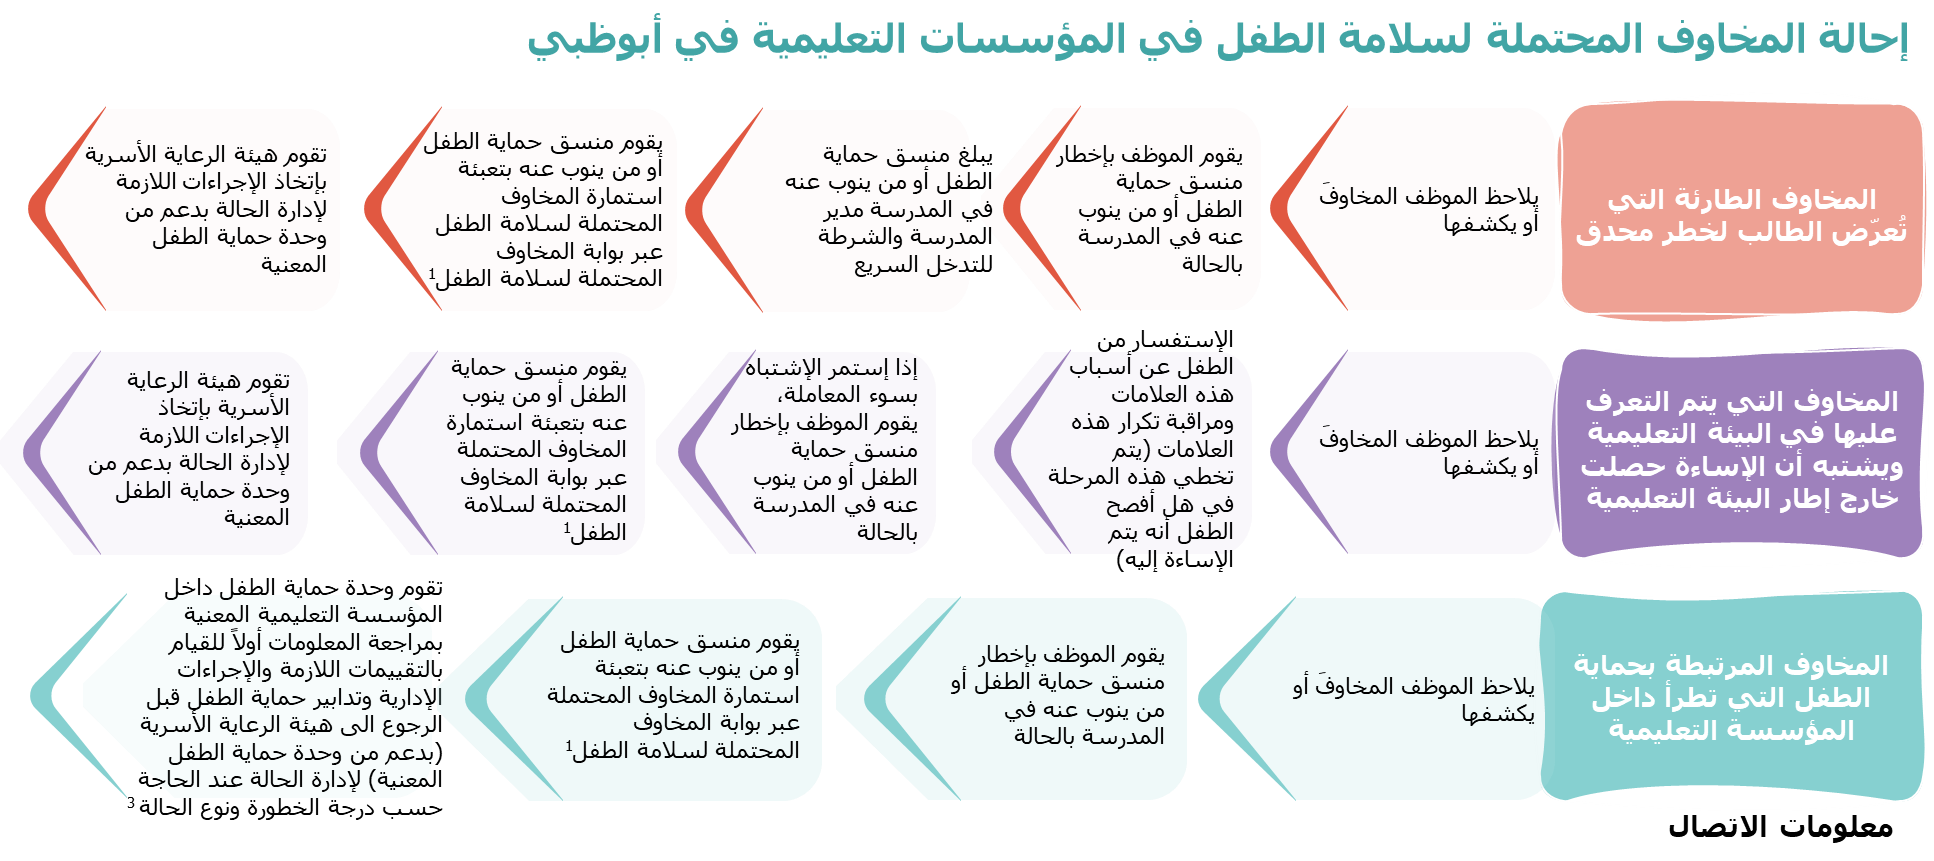 إحالة المخاوف المحتملة لسلامة الطفل في المؤسسات التعليمية في أبوظبي
المخاوف الطارئة التي
تُعرّض الطالب لخطر محدق
يلاحظ الموظف المخاوفَ
أو يكشفها
يقوم الموظف بإخطار
منسق حماية
الطفل أو من ينوب
عنه في المدرسة
بالحالة
يبلغ منسق حماية
الطفل أو من ينوب عنه
في المدرسة مدير
المدرسة والشرطة
للتدخل السريع
يقوم منسق حماية الطفل
أو من ينوب عنه بتعبئة
استمارة المخاوف
المحتملة لسلامة الطفل
عبر بوابة المخاوف
المحتملة لسلامة الطفل1
تقوم هيئة الرعاية الأسرية
بإتخاذ الإجراءات اللازمة
لإدارة الحالة بدعم من
وحدة حماية الطفل
المعنية
المخاوف التي يتم التعرف
عليها في البيئة التعليمية
ويشتبه أن الإساءة حصلت
خارج إطار البيئة التعليمية
يلاحظ الموظف المخاوفَ
أو يكشفها
الإستفسار من
الطفل عن أسباب
هذه العلامات
ومراقبة تكرار هذه
العلامات (يتم
تخطي هذه المرحلة
في هل أفصح
الطفل أنه يتم
الإساءة إليه)
إذا إستمر الإشتباه
بسوء المعاملة،
يقوم الموظف بإخطار
منسق حماية
الطفل أو من ينوب
عنه في المدرسة
بالحالة
يقوم منسق حماية
الطفل أو من ينوب
عنه بتعبئة استمارة
المخاوف المحتملة
عبر بوابة المخاوف
المحتملة لسلامة
الطفل1
تقوم هيئة الرعاية
الأسرية بإتخاذ
الإجراءات اللازمة
لإدارة الحالة بدعم من
وحدة حماية الطفل
المعنية
المخاوف المرتبطة بحماية
الطفل التي تطرأ داخل
المؤسسة التعليمية
يلاحظ الموظف المخاوفَ أو
يكشفها
يقوم الموظف بإخطار
منسق حماية الطفل أو
من ينوب عنه في
المدرسة بالحالة
يقوم منسق حماية الطفل
أو من ينوب عنه بتعبئة
استمارة المخاوف المحتملة
عبر بوابة المخاوف
المحتملة لسلامة الطفل1
تقوم وحدة حماية الطفل داخل
المؤسسة التعليمية المعنية
بمراجعة المعلومات أولاً للقيام
بالتقييمات اللازمة والإجراءات
الإدارية وتدابير حماية الطفل قبل
الرجوع الى هيئة الرعاية الأسرية
(بدعم من وحدة حماية الطفل
المعنية) لإدارة الحالة عند الحاجة
حسب درجة الخطورة ونوع الحالة3
معلومات الاتصال